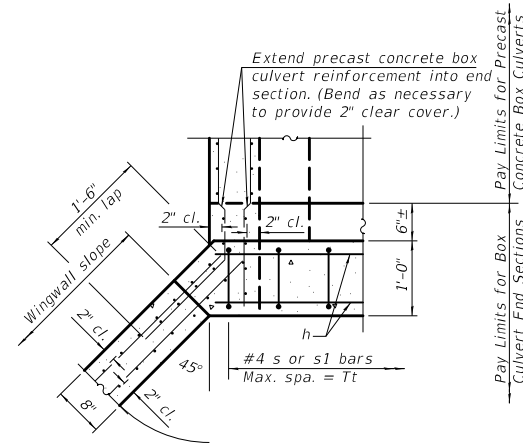 Extend precast concrete box
culvert reinforcement into end
section. (Bend as necessary
to provide 2" clear cover.)
Pay Limits for Precast
Concrete Box Culverts
1'-6"
min. lap
2" cl.
2" cl.
6"±
Wingwall slope
1'-0"
Pay Limits for Box
Culvert End Sections
2" cl.
h
45°
#4 s or s1 bars
Max. spa. = Tt
8"
2" cl.